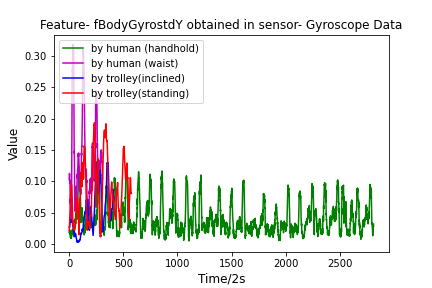 Feature- fBodyGyrostdY obtained in sensor- Gyroscope Data
by human (handhold)
by human (waist)
by trolley(inclined)
by trolley(standing)
0.30
0.25
0.20
0.15
0.10
0.05
0.00
Value
0 500 1000 1500 2000 2500
Time/2s